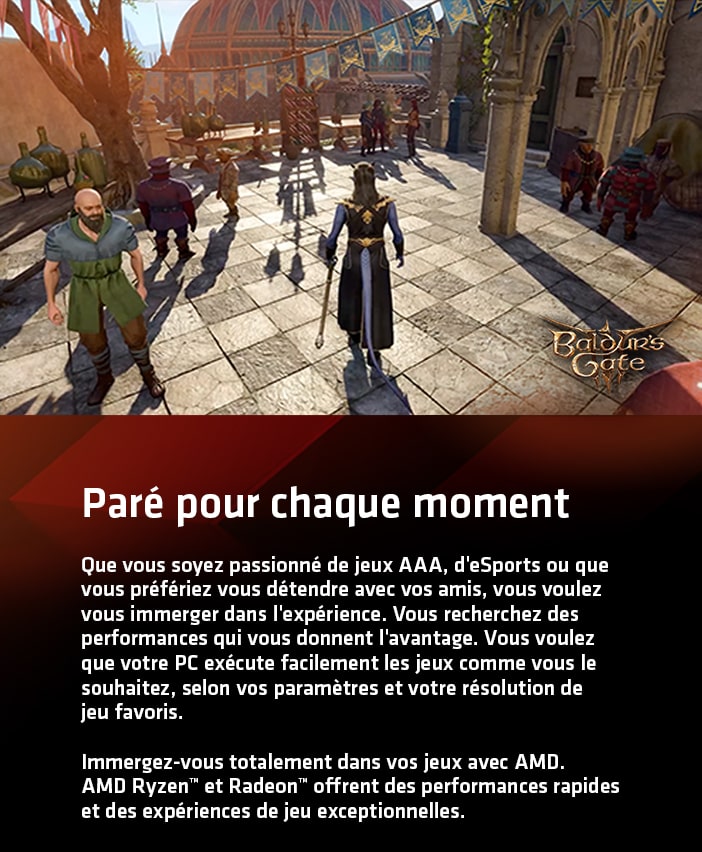 Baldur's
Gate
Paré pour chaque moment
Que vous soyez passionné de jeux AAA, d'eSports ou que
vous préfériez vous détendre avec vos amis, vous voulez
vous immerger dans l'expérience. Vous recherchez des
performances qui vous donnent l'avantage. Vous voulez
que votre PC exécute facilement les jeux comme vous le
souhaitez, selon vos paramètres et votre résolution de
jeu favoris.
Immergez-vous totalement dans vos jeux avec AMD.
AMD Ryzen™ et Radeon™ offrent des performances rapides
et des expériences de jeu exceptionnelles.